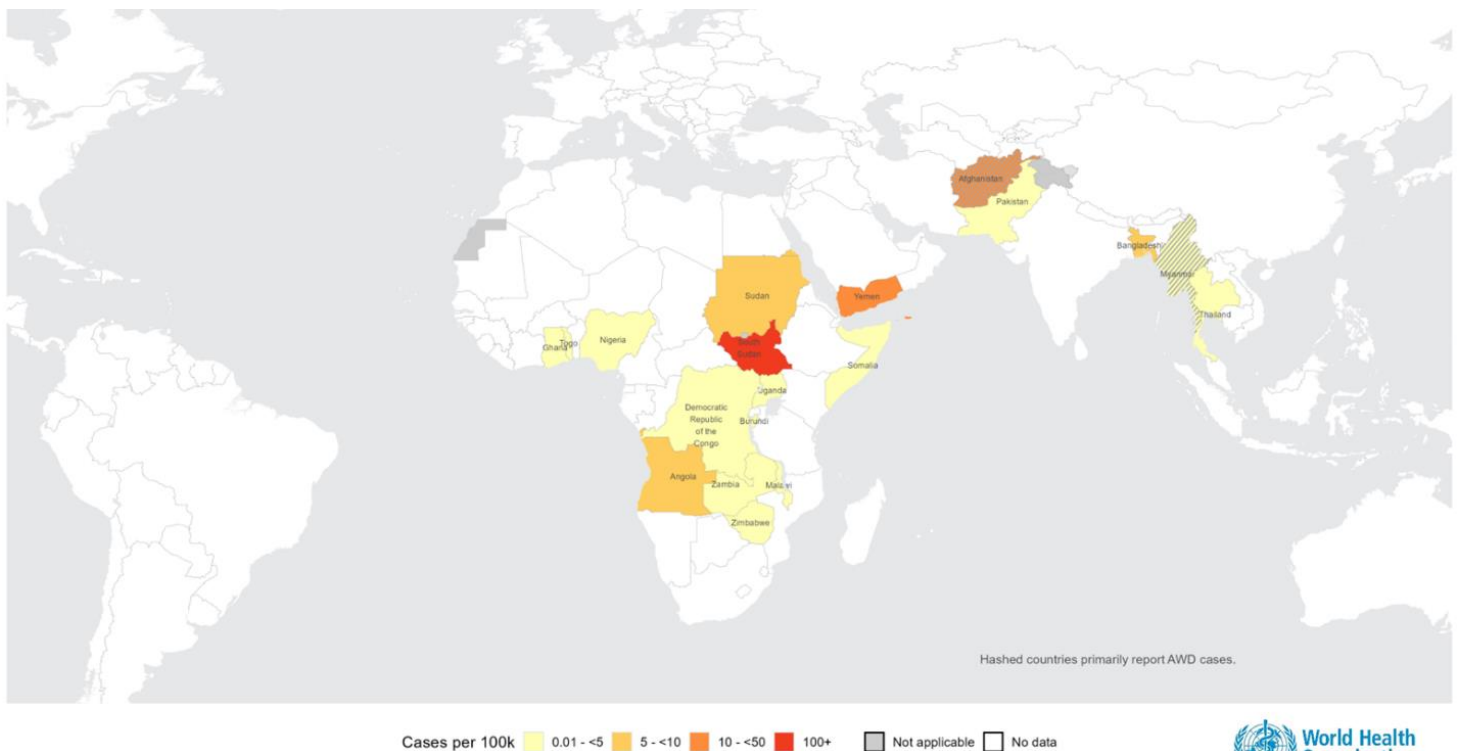 Afghanistan
Pakistan
Bangladesh
Myanmar
Thailand
Sudan
South
Sudan
Yemen
Ghana
Togo
Nigeria
Somalia
Uganda
Democratic
Republic
of the
Congo
Burundi
Angola
Zambia
Malawi
Zimbabwe
Hashed countries primarily report AWD cases.
Cases per 100k 0.01 - <5 5 - <10 10 - <50 100+ Not applicable No data
World Health